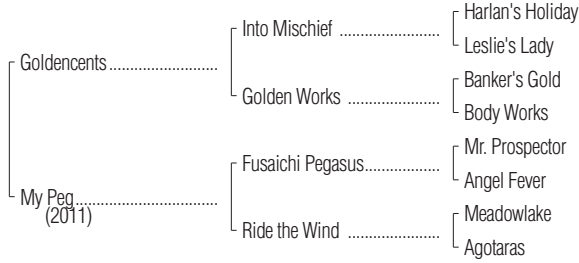 Harlan's Holiday
Into Mischief ....................
Leslie's Lady
Goldencents .........................
Banker's Gold
Golden Works ..................
Body Works
Mr. Prospector
Fusaichi Pegasus..................
Angel Fever
My Peg .................................
(2011)
Meadowlake
Ride the Wind ....................
Agotaras